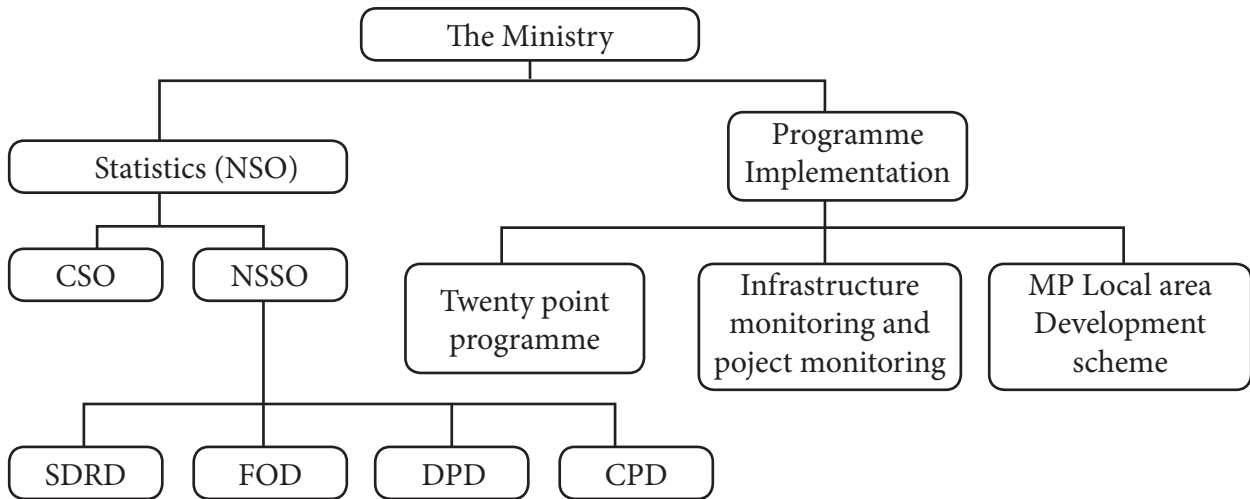 The Ministry
Statistics (NSO)
Programme
Implementation
CSO
NSSO
Twenty point
programme
Infrastructure
monitoring and
poject monitoring
MP Local area
Development
scheme
SDRD
FOD
DPD
CPD